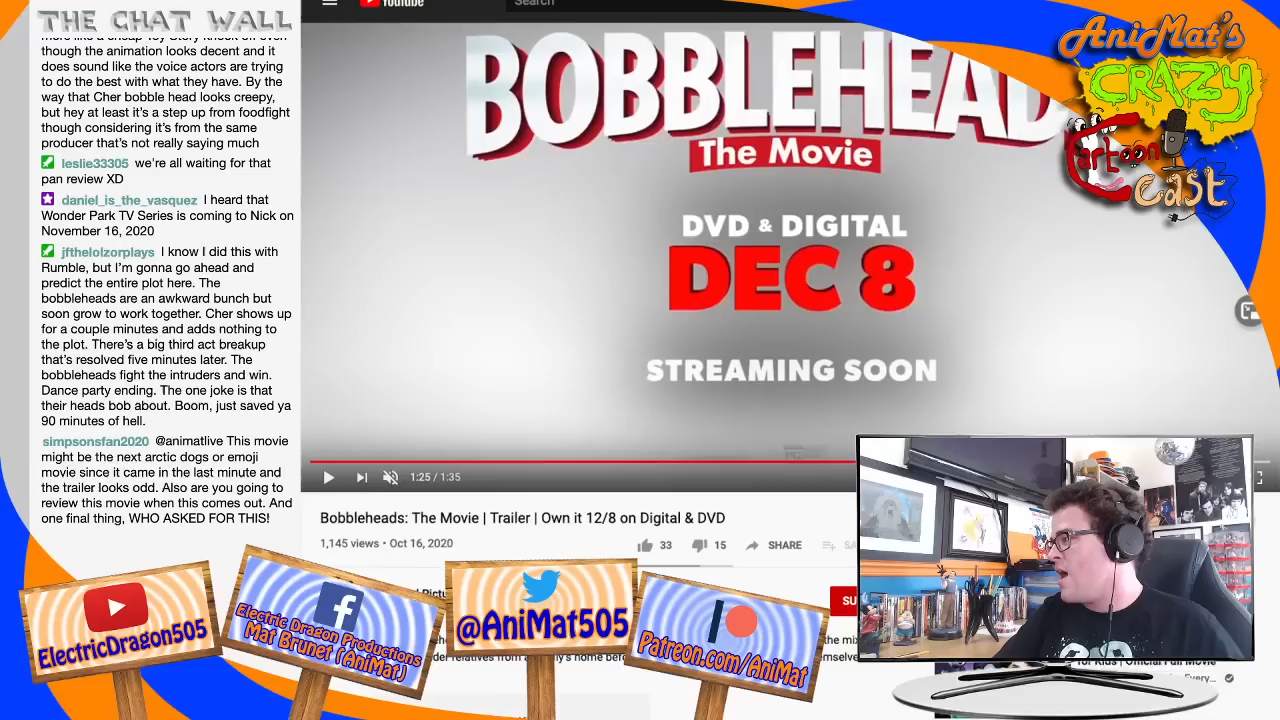 THE CHAT WALL
though the animation looks decent and it
does sound like the voice actors are trying
to do the best with what they have. By the
way that Cher bobble head looks creepy,
but hey at least it's a step up from foodfight
though considering it's from the same
producer that's not really saying much
leslie33305 we're all waiting for that
pan review XD
daniel_is_the_vasquez I heard that
Wonder Park TV Series is coming to Nick on
November 16, 2020
jfthelolzorplays I know I did this with
Rumble, but I'm gonna go ahead and
predict the entire plot here. The
bobbleheads are an awkward bunch but
soon grow to work together. Cher shows up
for a couple minutes and adds nothing to
the plot. There's a big third act breakup
that's resolved five minutes later. The
bobbleheads fight the intruders and win.
Dance party ending. The one joke is that
their heads bob about. Boom, just saved ya
90 minutes of hell.
simpsonsfan2020 @animatlive This movie
might be the next arctic dogs or emoji
movie since it came in the last minute and
the trailer looks odd. Also are you going to
review this movie when this comes out. And
one final thing, WHO ASKED FOR THIS!
YouTube
Search
BOBBLEHEAD
The Movie
DVD & DIGITAL
DEC 8
STREAMING SOON
1:25 / 1:35
Bobbleheads: The Movie | Trailer | Own it 12/8 on Digital & DVD
1,145 views • Oct 16, 2020
33
15
SHARE
SU
AniMat's
CRAZY
Cartoon
Cast
ElectricDragon505
Electric Dragon Productions
Mat Brunet (AniMat)
@AniMat505
Patreon.com/AniMat
for Kids | Official Full Movie